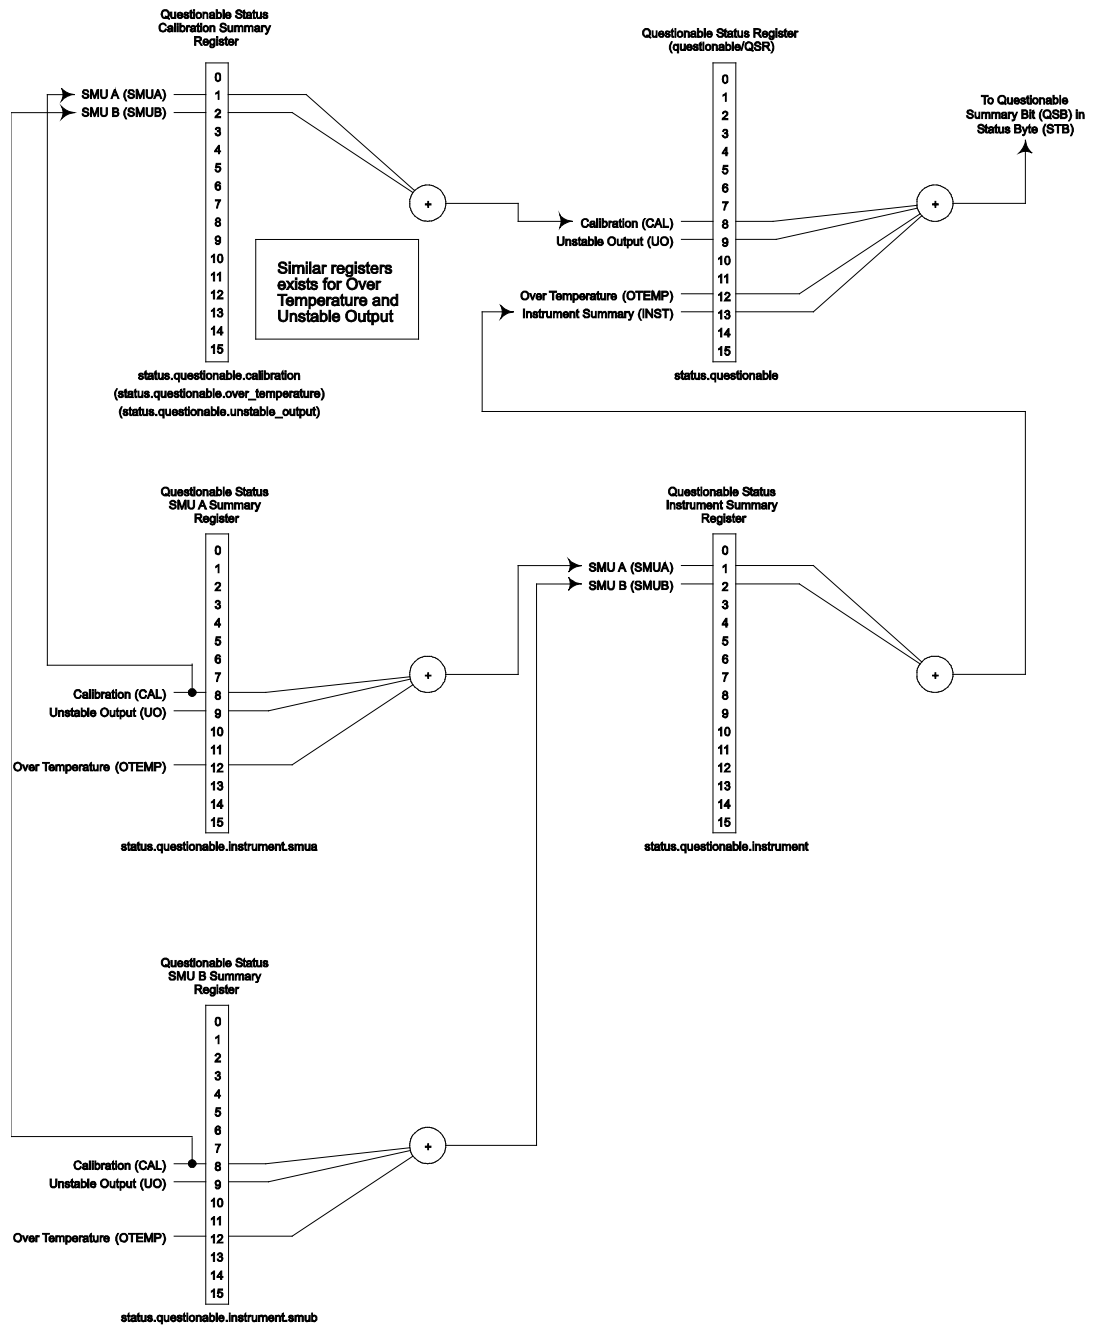 Questionable Status
Calibration Summary
Register
SMU A (SMUA)
SMU B (SMUB)
0
1
2
3
4
5
6
7
8
9
10
11
12
13
14
15
+
Similar registers
exists for Over
Temperature and
Unstable Output
status.questionable.calibration
(status.questionable.over_temperature)
(status.questionable.unstable_output)
Questionable Status Register
(questionable/QSR)
0
1
2
3
4
5
6
7
8
9
10
11
12
13
14
15
Calibration (CAL)
Unstable Output (UO)
Over Temperature (OTEMP)
Instrument Summary (INST)
+
To Questionable
Summary Bit (QSB) in
Status Byte (STB)
status.questionable
Questionable Status
SMU A Summary
Register
0
1
2
3
4
5
6
7
8
9
10
11
12
13
14
15
Calibration (CAL)
Unstable Output (UO)
Over Temperature (OTEMP)
+
status.questionable.instrument.smua
Questionable Status
Instrument Summary
Register
SMU A (SMUA)
SMU B (SMUB)
0
1
2
3
4
5
6
7
8
9
10
11
12
13
14
15
+
status.questionable.instrument
Questionable Status
SMU B Summary
Register
0
1
2
3
4
5
6
7
8
9
10
11
12
13
14
15
Calibration (CAL)
Unstable Output (UO)
Over Temperature (OTEMP)
+
status.questionable.instrument.smub